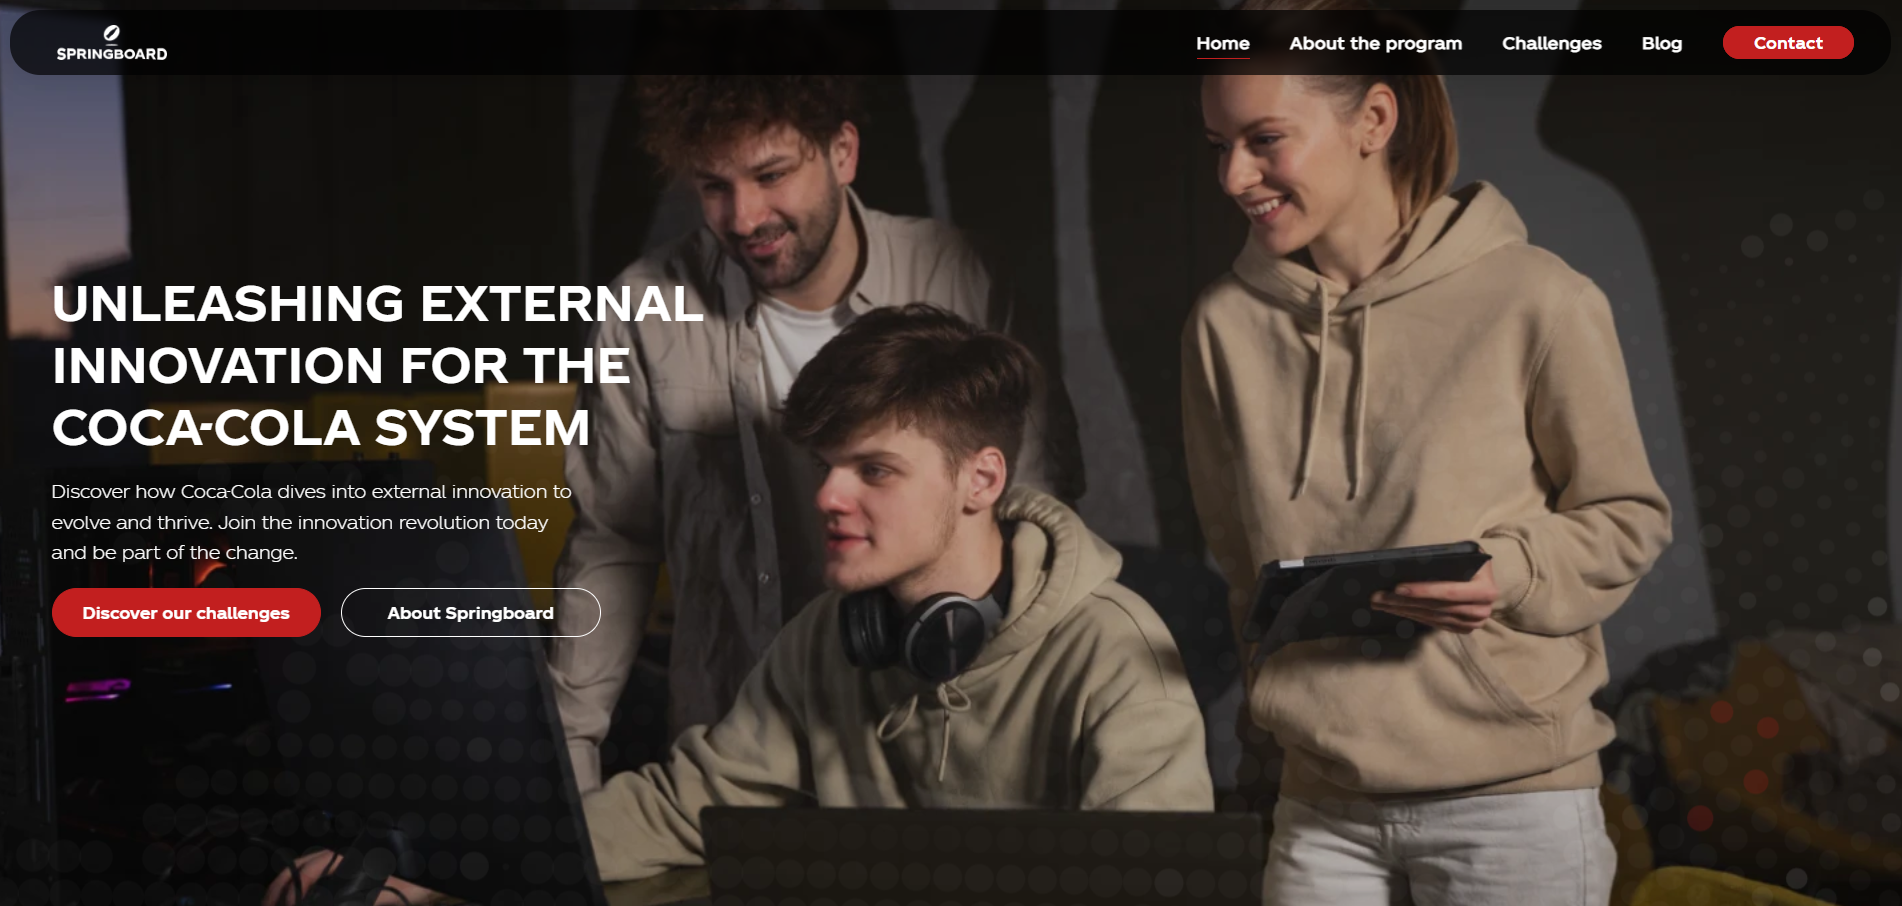 SPRINGBOARD
Home
About the program
Challenges
Blog
Contact
UNLEASHING EXTERNAL
INNOVATION FOR THE
COCA-COLA SYSTEM
Discover how Coca-Cola dives into external innovation to
evolve and thrive. Join the innovation revolution today
and be part of the change.
Discover our challenges
About Springboard